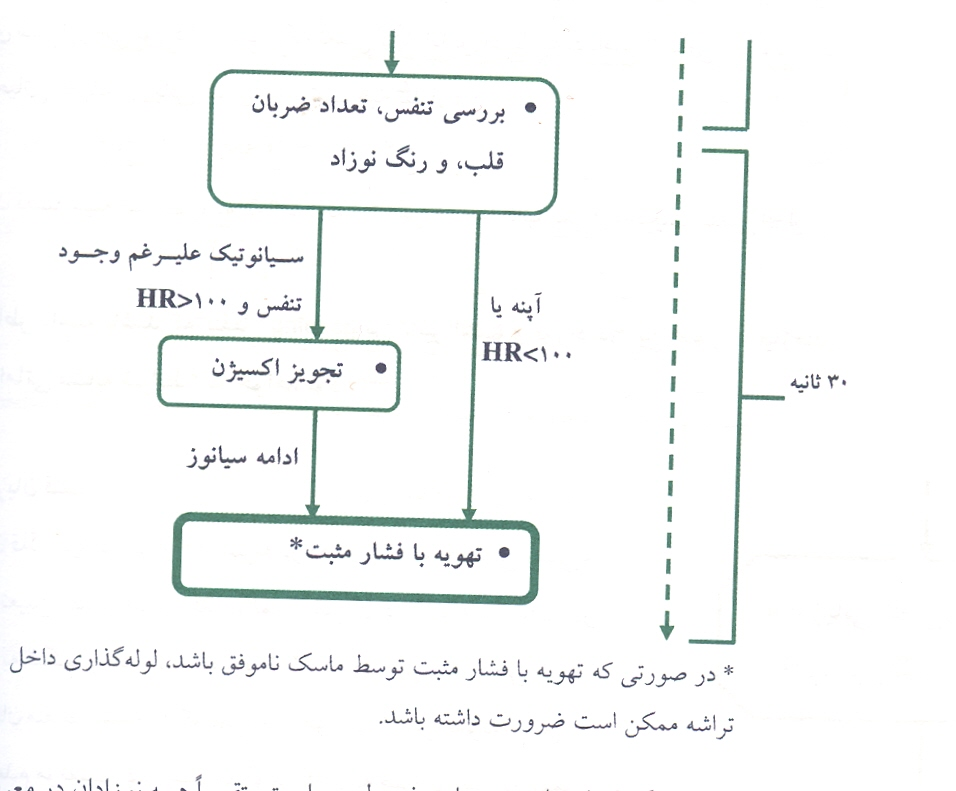 • بررسی تنفس، تعداد ضربان
قلب، و رنگ نوزاد
سیانوتیک علیرغم وجود
تنفس و HR>۱۰۰
آپنه یا
HR<۱۰۰
• تجویز اکسیژن
۳۰ ثانیه
ادامه سیانوز
• تهویه با فشار مثبت*
* در صورتی که تهویه با فشار مثبت توسط ماسک ناموفق باشد، لوله‌گذاری داخل
تراشه ممکن است ضرورت داشته باشد.